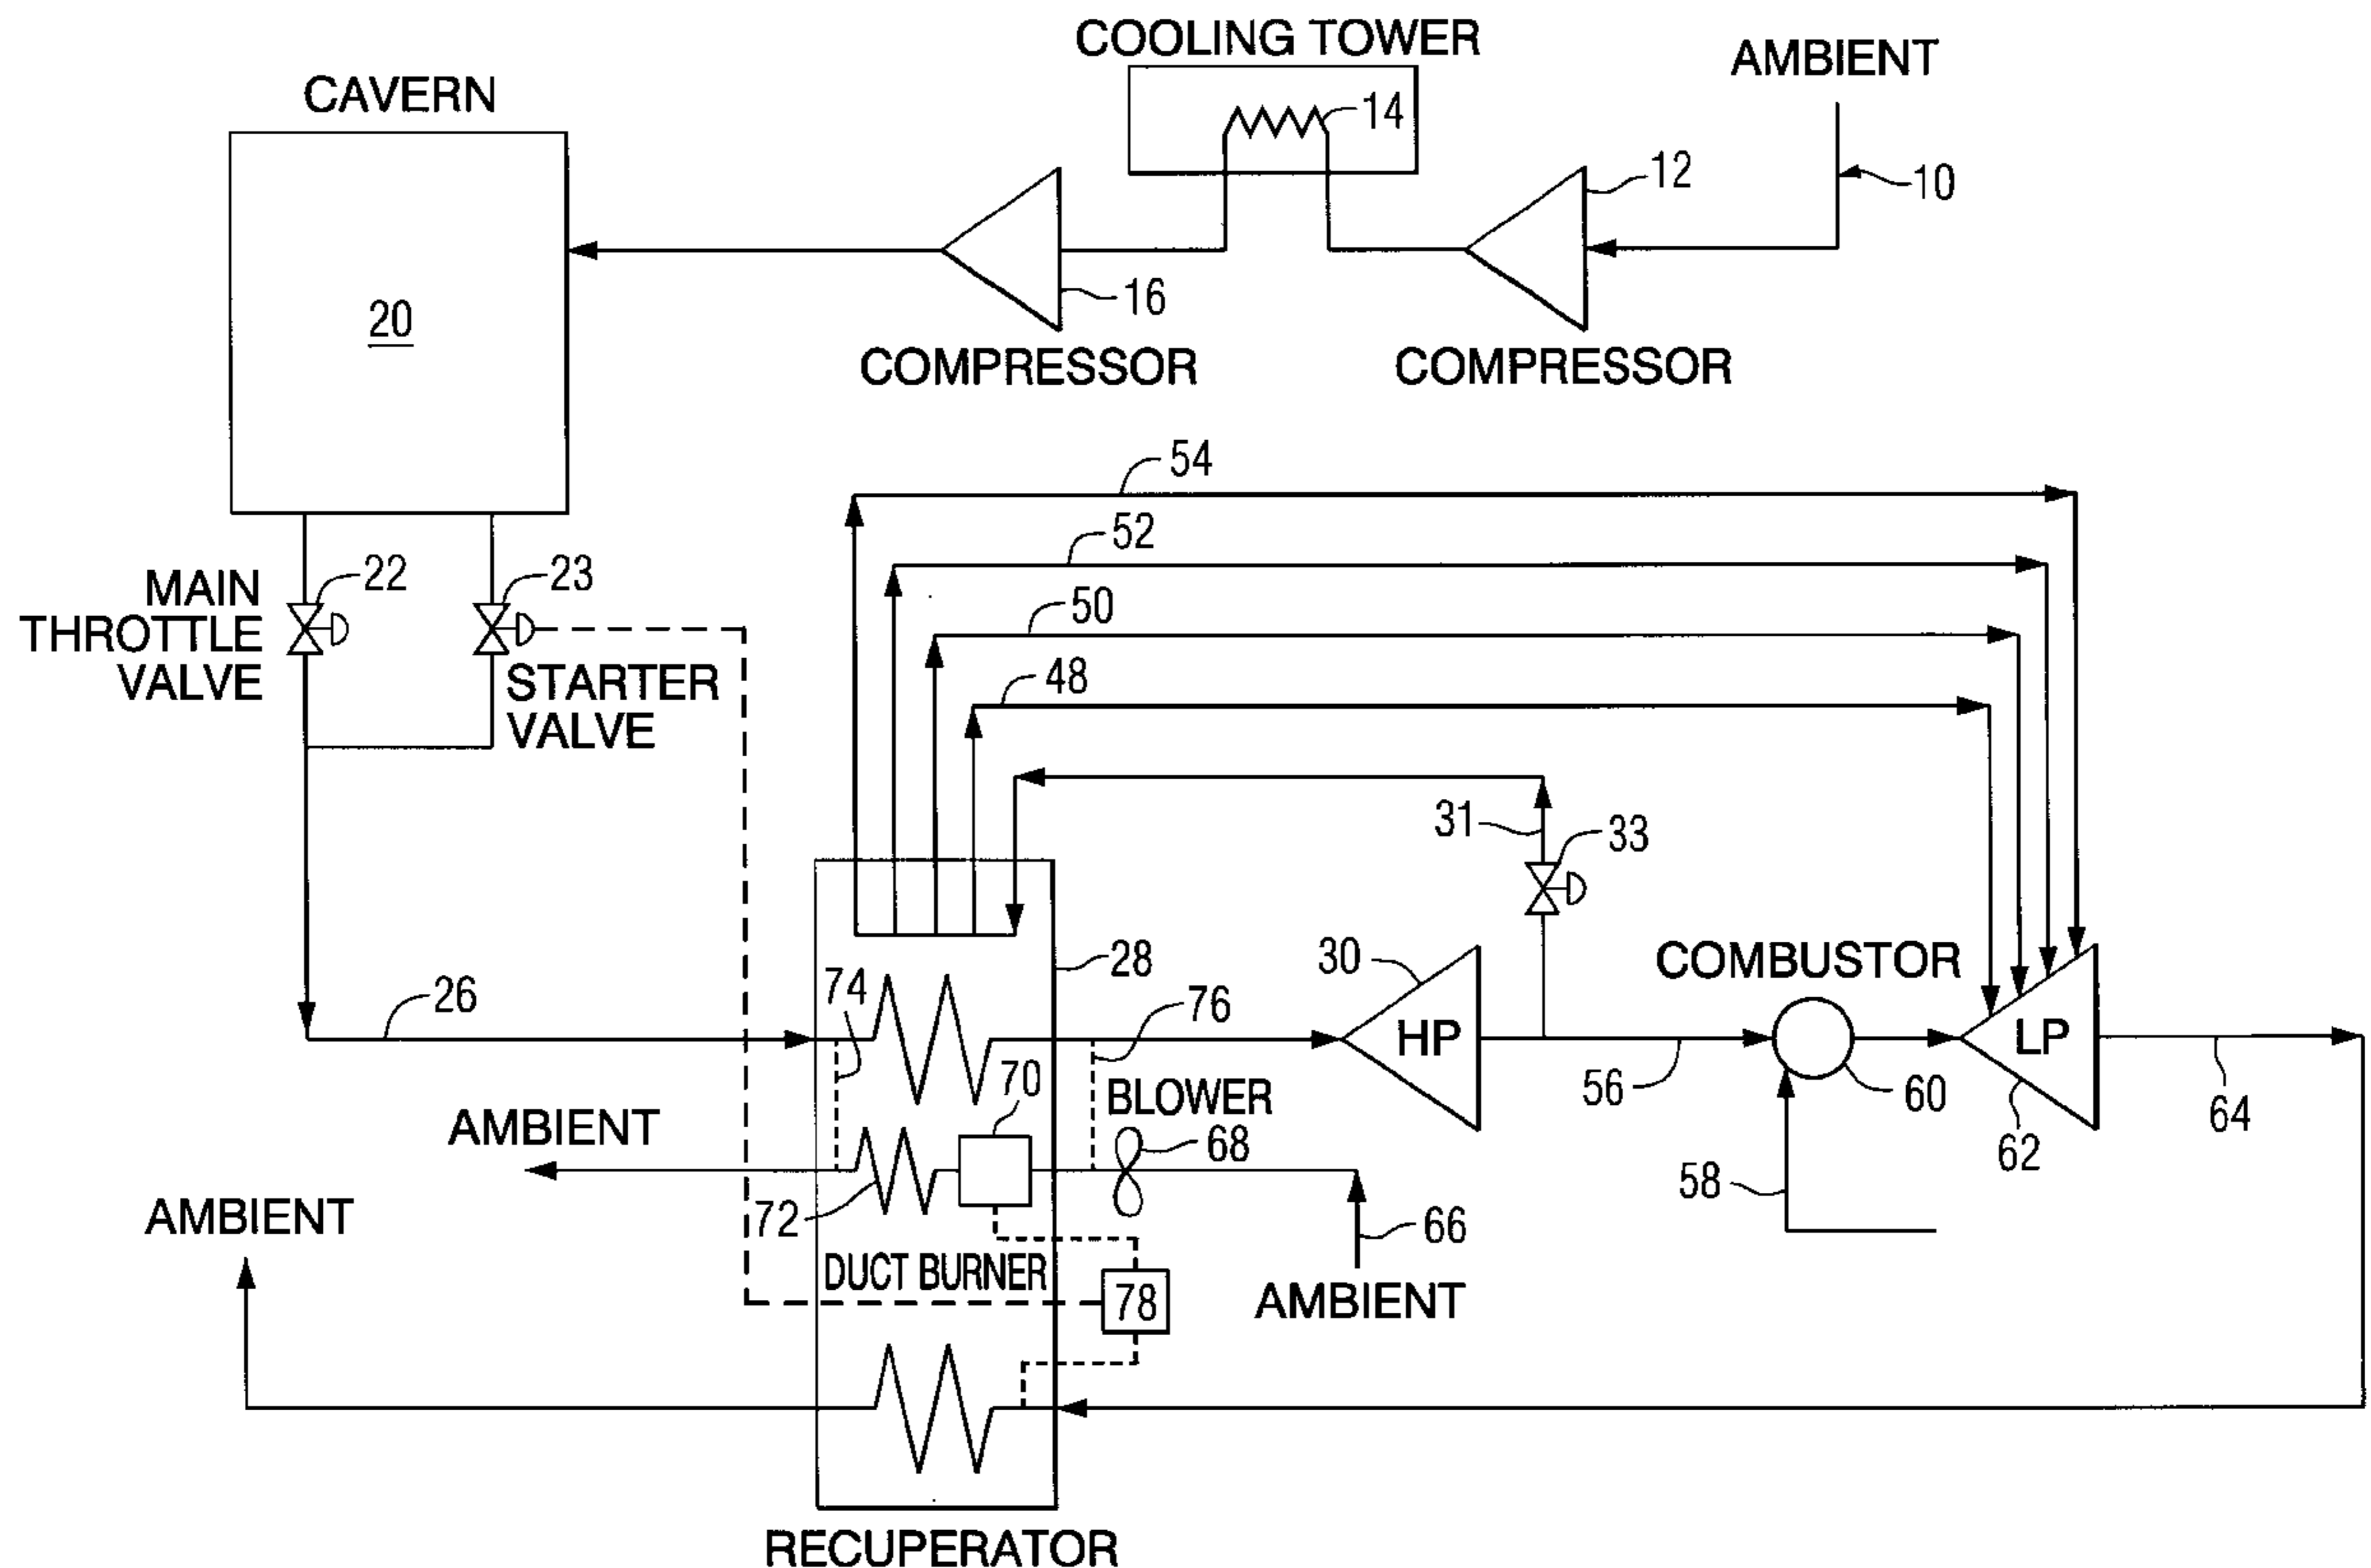 COOLING TOWER
AMBIENT
CAVERN
14
12
10
20
16
COMPRESSOR
COMPRESSOR
54
52
22
23
MAIN
THROTTLE
VALVE
50
STARTER
VALVE
48
31
33
28
30
COMBUSTOR
74
26
76
HP
LP
70
56
60
BLOWER
AMBIENT
68
62
64
58
72
AMBIENT
66
DUCT BURNER
78
AMBIENT
RECUPERATOR